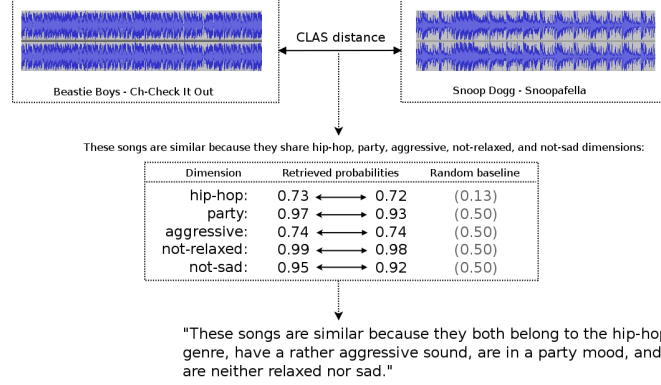 CLAS distance
Beastie Boys - Ch-Check It Out
Snoop Dogg - Snoopafella
These songs are similar because they share hip-hop, party, aggressive, not-relaxed, and not-sad dimensions:
Dimension Retrieved probabilities Random baseline
hip-hop: 0.73 0.72 (0.13)
party: 0.97 0.93 (0.50)
aggressive: 0.74 0.74 (0.50)
not-relaxed: 0.99 0.98 (0.50)
not-sad: 0.95 0.92 (0.50)
"These songs are similar because they both belong to the
genre, have a rather aggressive sound, are in a party mood, and
are neither relaxed nor sad."